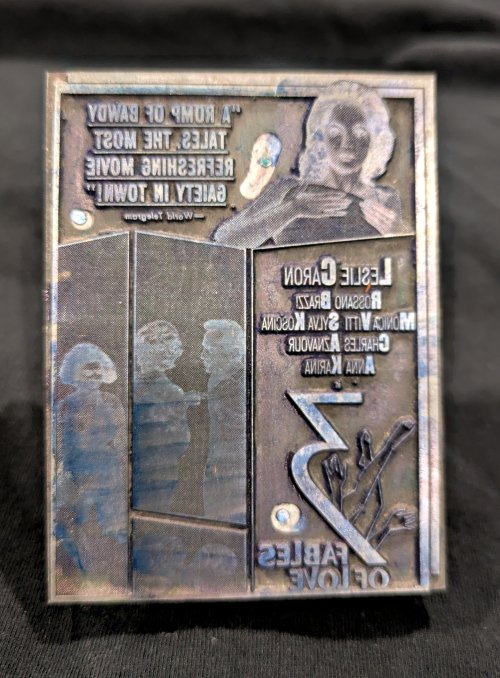 "A ROMP OF BAWDY
TALES, THE MOST
REFRESHING MOVIE
GAIETY IN TOWN!"
—World Telegram
LESLIE CARON
ROSSANO BRAZZI
MONICA VITTI SYLVA KOSCINA
CHARLES AZNAVOUR
ANNA KARINA
3
FABLES
OF LOVE